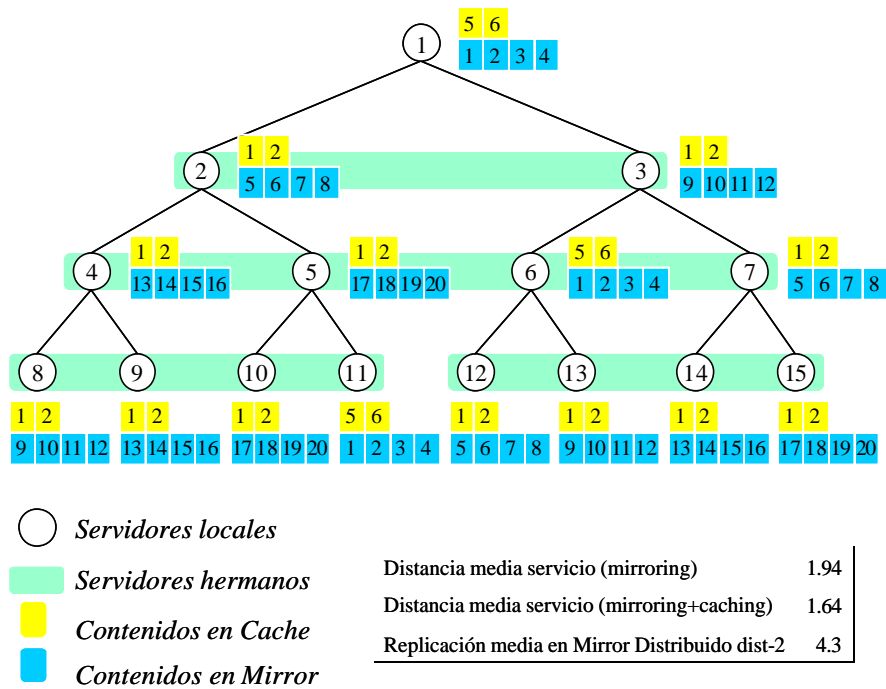 5 6
1
1 2 3 4
1 2
2
5 6 7 8
1 2
3
9 10 11 12
1 2
4
13 14 15 16
1 2
5
17 18 19 20
5 6
6
1 2 3 4
1 2
7
5 6 7 8
8 9 10 11 12 13 14 15
1 2 1 2 1 2 5 6 1 2 1 2 1 2 1 2
9 10 11 12 13 14 15 16 17 18 19 20 1 2 3 4 5 6 7 8 9 10 11 12 13 14 15 16 17 18 19 20
Servidores locales
Servidores hermanos
Contenidos en Cache
Contenidos en Mirror
Distancia media servicio (mirroring) 1.94
Distancia media servicio (mirroring+caching) 1.64
Replicación media en Mirror Distribuido dist-2 4.3